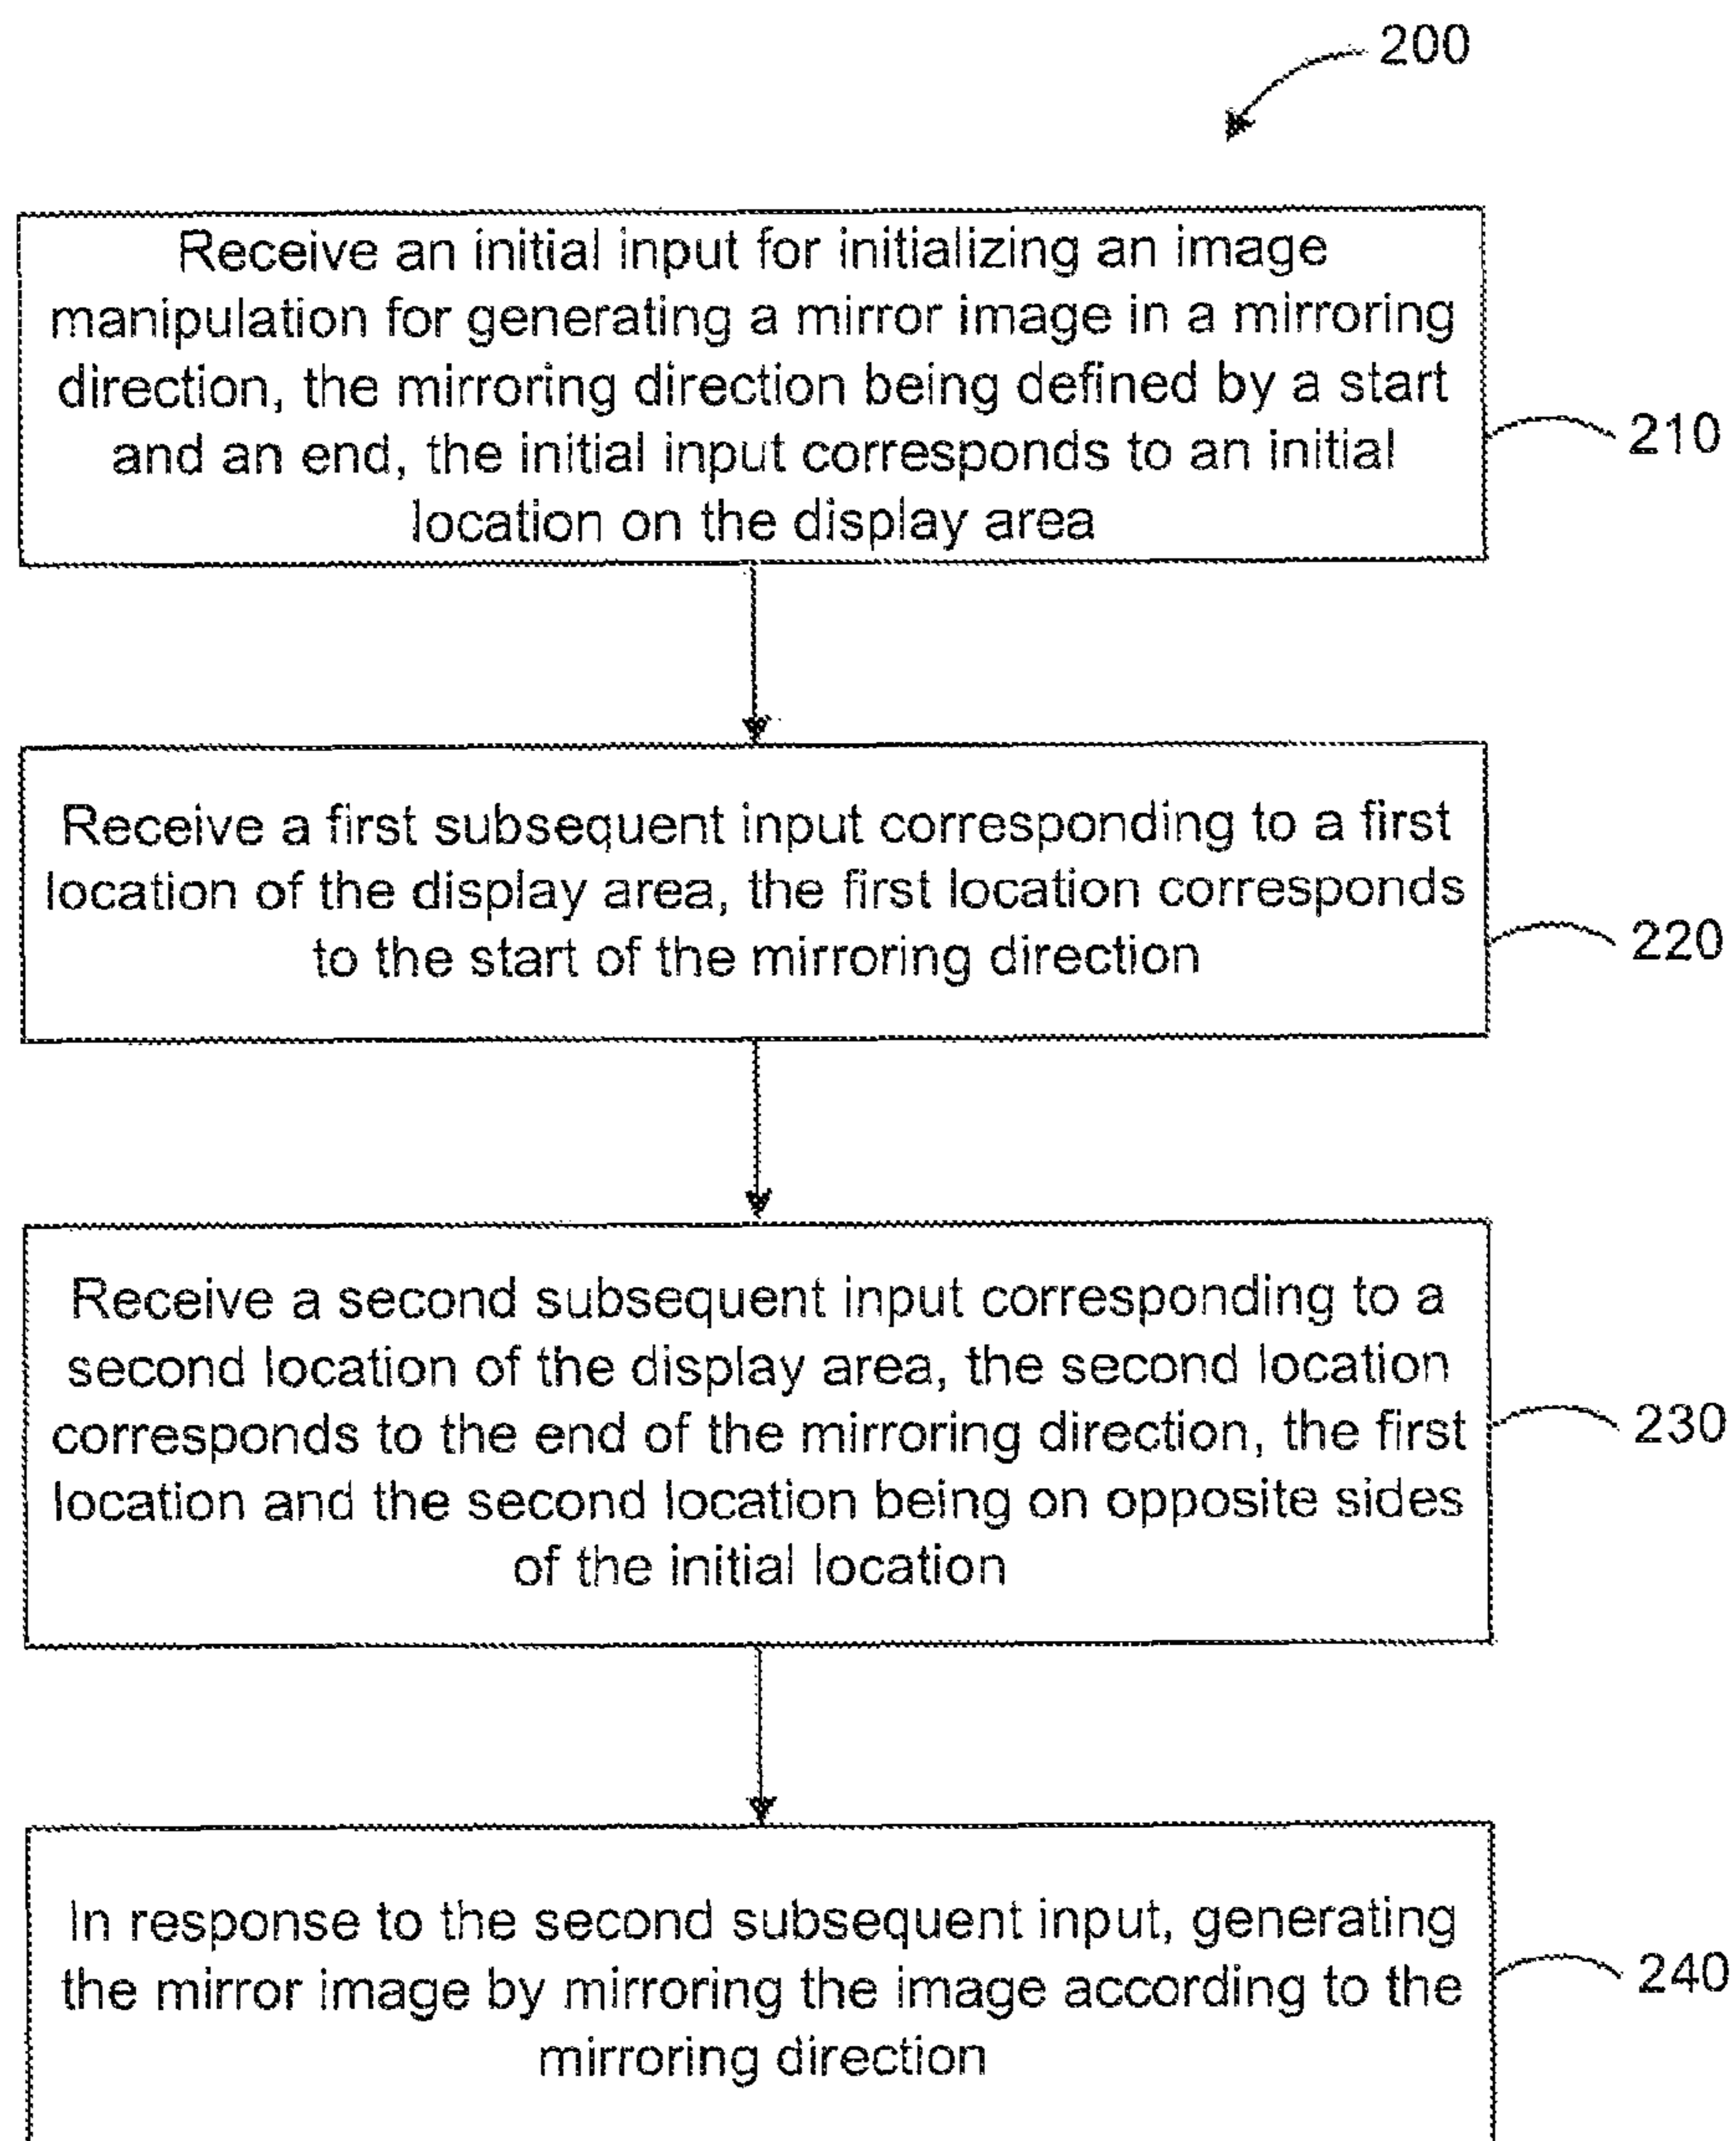 200
Receive an initial input for initializing an image
manipulation for generating a mirror image in a mirroring
direction, the mirroring direction being defined by a start
and an end, the initial input corresponds to an initial
location on the display area
210
Receive a first subsequent input corresponding to a first
location of the display area, the first location corresponds
to the start of the mirroring direction
220
Receive a second subsequent input corresponding to a
second location of the display area, the second location
corresponds to the end of the mirroring direction, the first
location and the second location being on opposite sides
of the initial location
230
In response to the second subsequent input, generating
the mirror image by mirroring the image according to the
mirroring direction
240